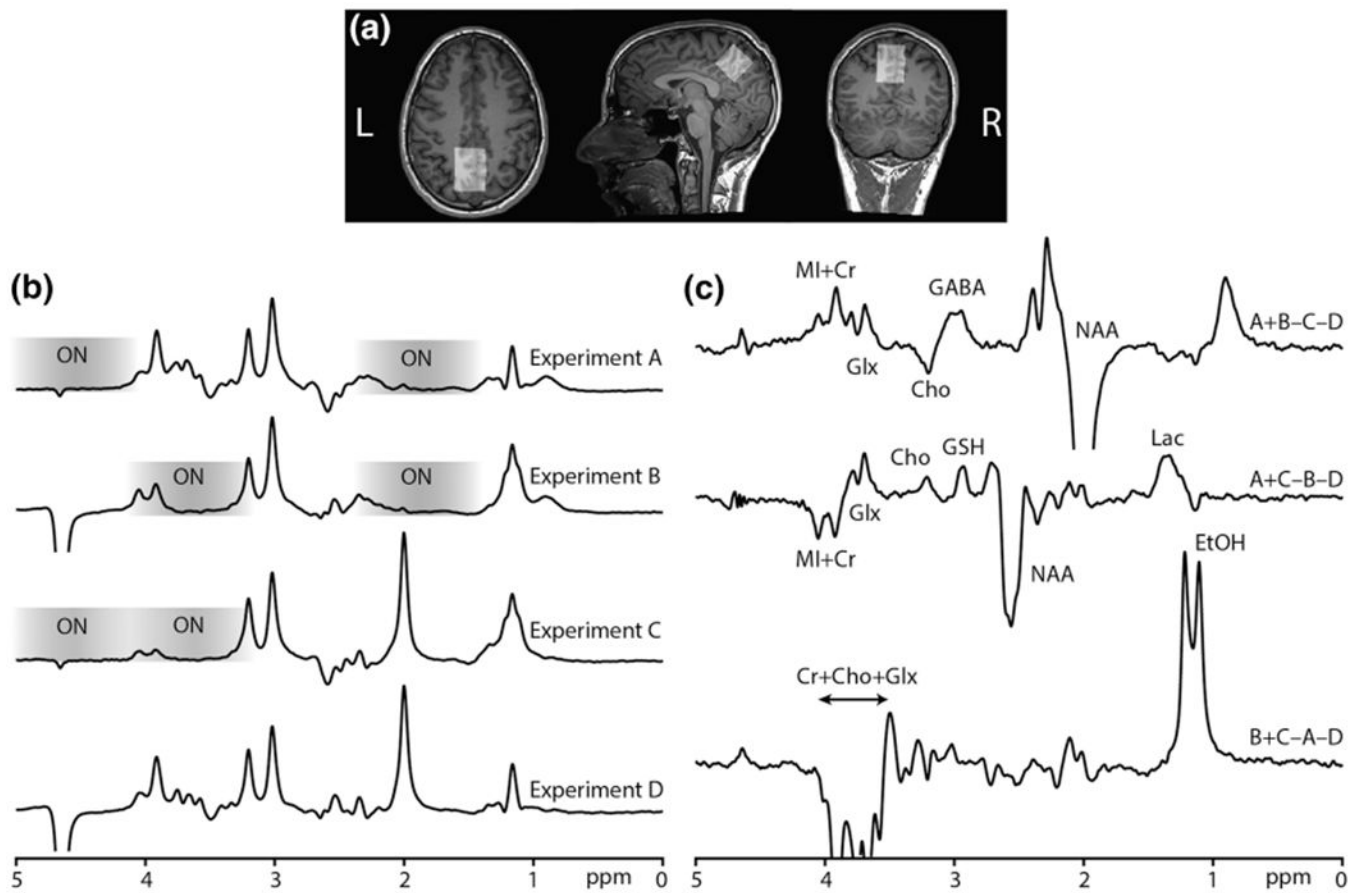 (a)
L
R
(b)
ON
ON
Experiment A
ON
ON
Experiment B
ON
ON
Experiment C
Experiment D
5 4 3 2 1 ppm 0
(c)
MI+Cr
GABA
A+B–C–D
NAA
Glx
Cho
Lac
GSH
Cho
A+C–B–D
Glx
MI+Cr
EtOH
NAA
Cr+Cho+Glx
B+C–A–D
5 4 3 2 1 ppm 0